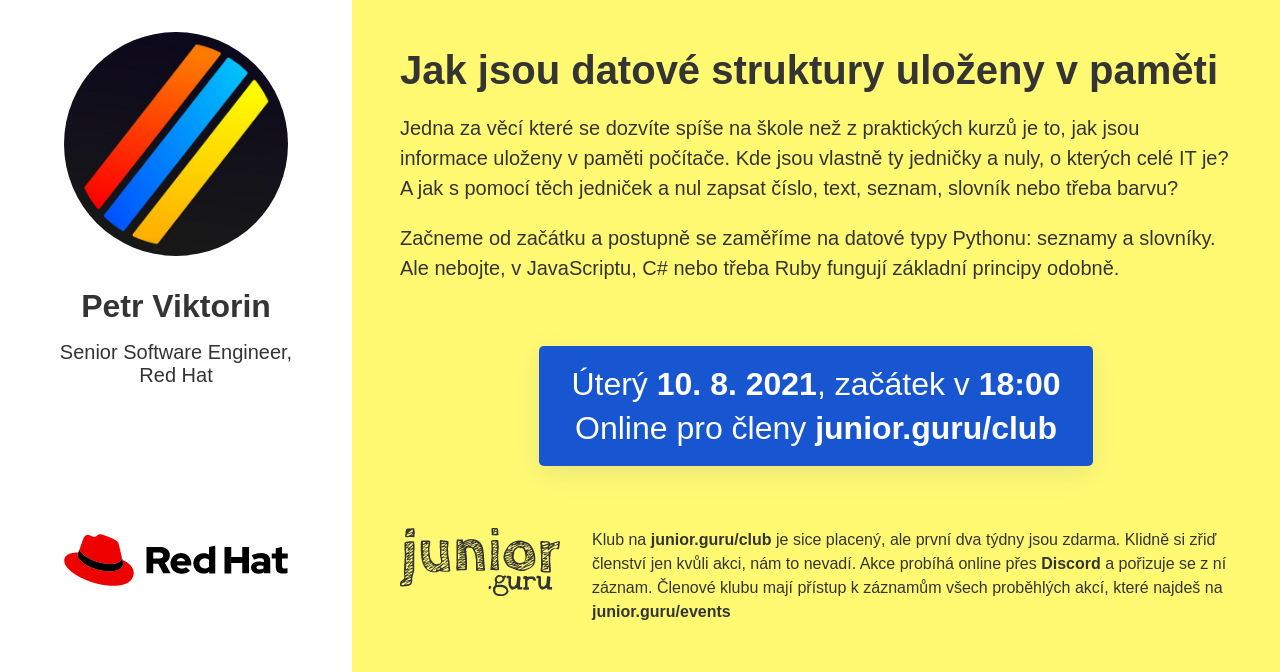 Petr Viktorin
Senior Software Engineer,
Red Hat
Red Hat
Jak jsou datové struktury uloženy v paměti
Jedna za věcí které se dozvíte spíše na škole než z praktických kurzů je to, jak jsou
informace uloženy v paměti počítače. Kde jsou vlastně ty jedničky a nuly, o kterých celé IT je?
A jak s pomocí těch jedniček a nul zapsat číslo, text, seznam, slovník nebo třeba barvu?
Začneme od začátku a postupně se zaměříme na datové typy Pythonu: seznamy a slovníky.
Ale nebojte, v JavaScriptu, C# nebo třeba Ruby fungují základní principy odobně.
Úterý 10. 8. 2021, začátek v 18:00
Online pro členy junior.guru/club
junior
.guru
Klub na junior.guru/club je sice placený, ale první dva týdny jsou zdarma. Klidně si zřiď
členství jen kvůli akci, nám to nevadí. Akce probíhá online přes Discord a pořizuje se z ní
záznam. Členové klubu mají přístup k záznamům všech proběhlých akcí, které najdeš na
junior.guru/events